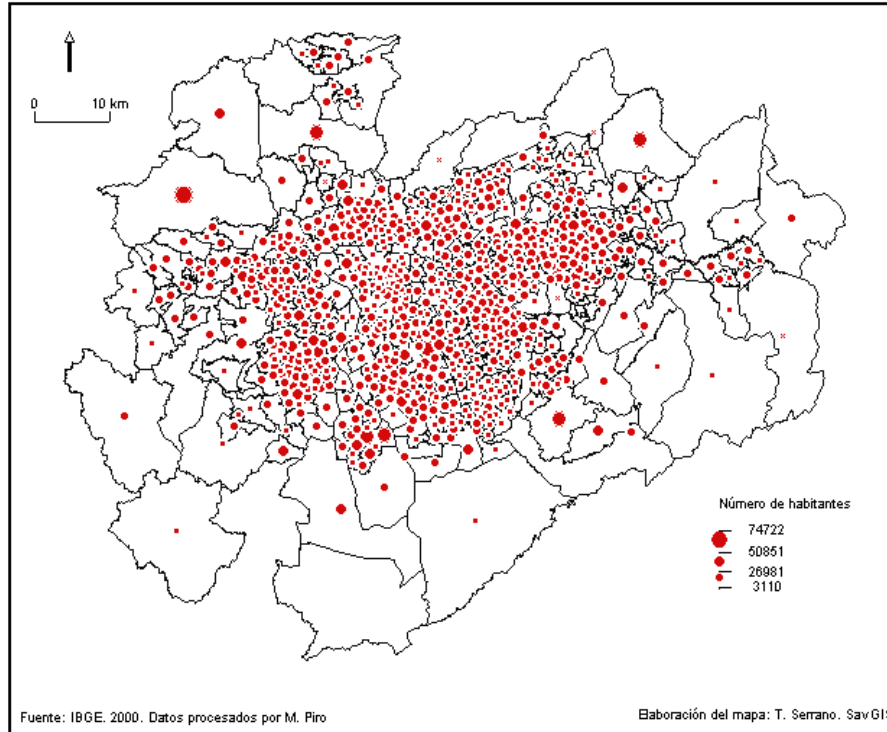 0 10 km
Número de habitantes
74722
50851
26981
3110
Fuente: IBGE. 2000. Datos procesados por M. Piro
Elaboración del mapa: T. Serrano. SavGIS